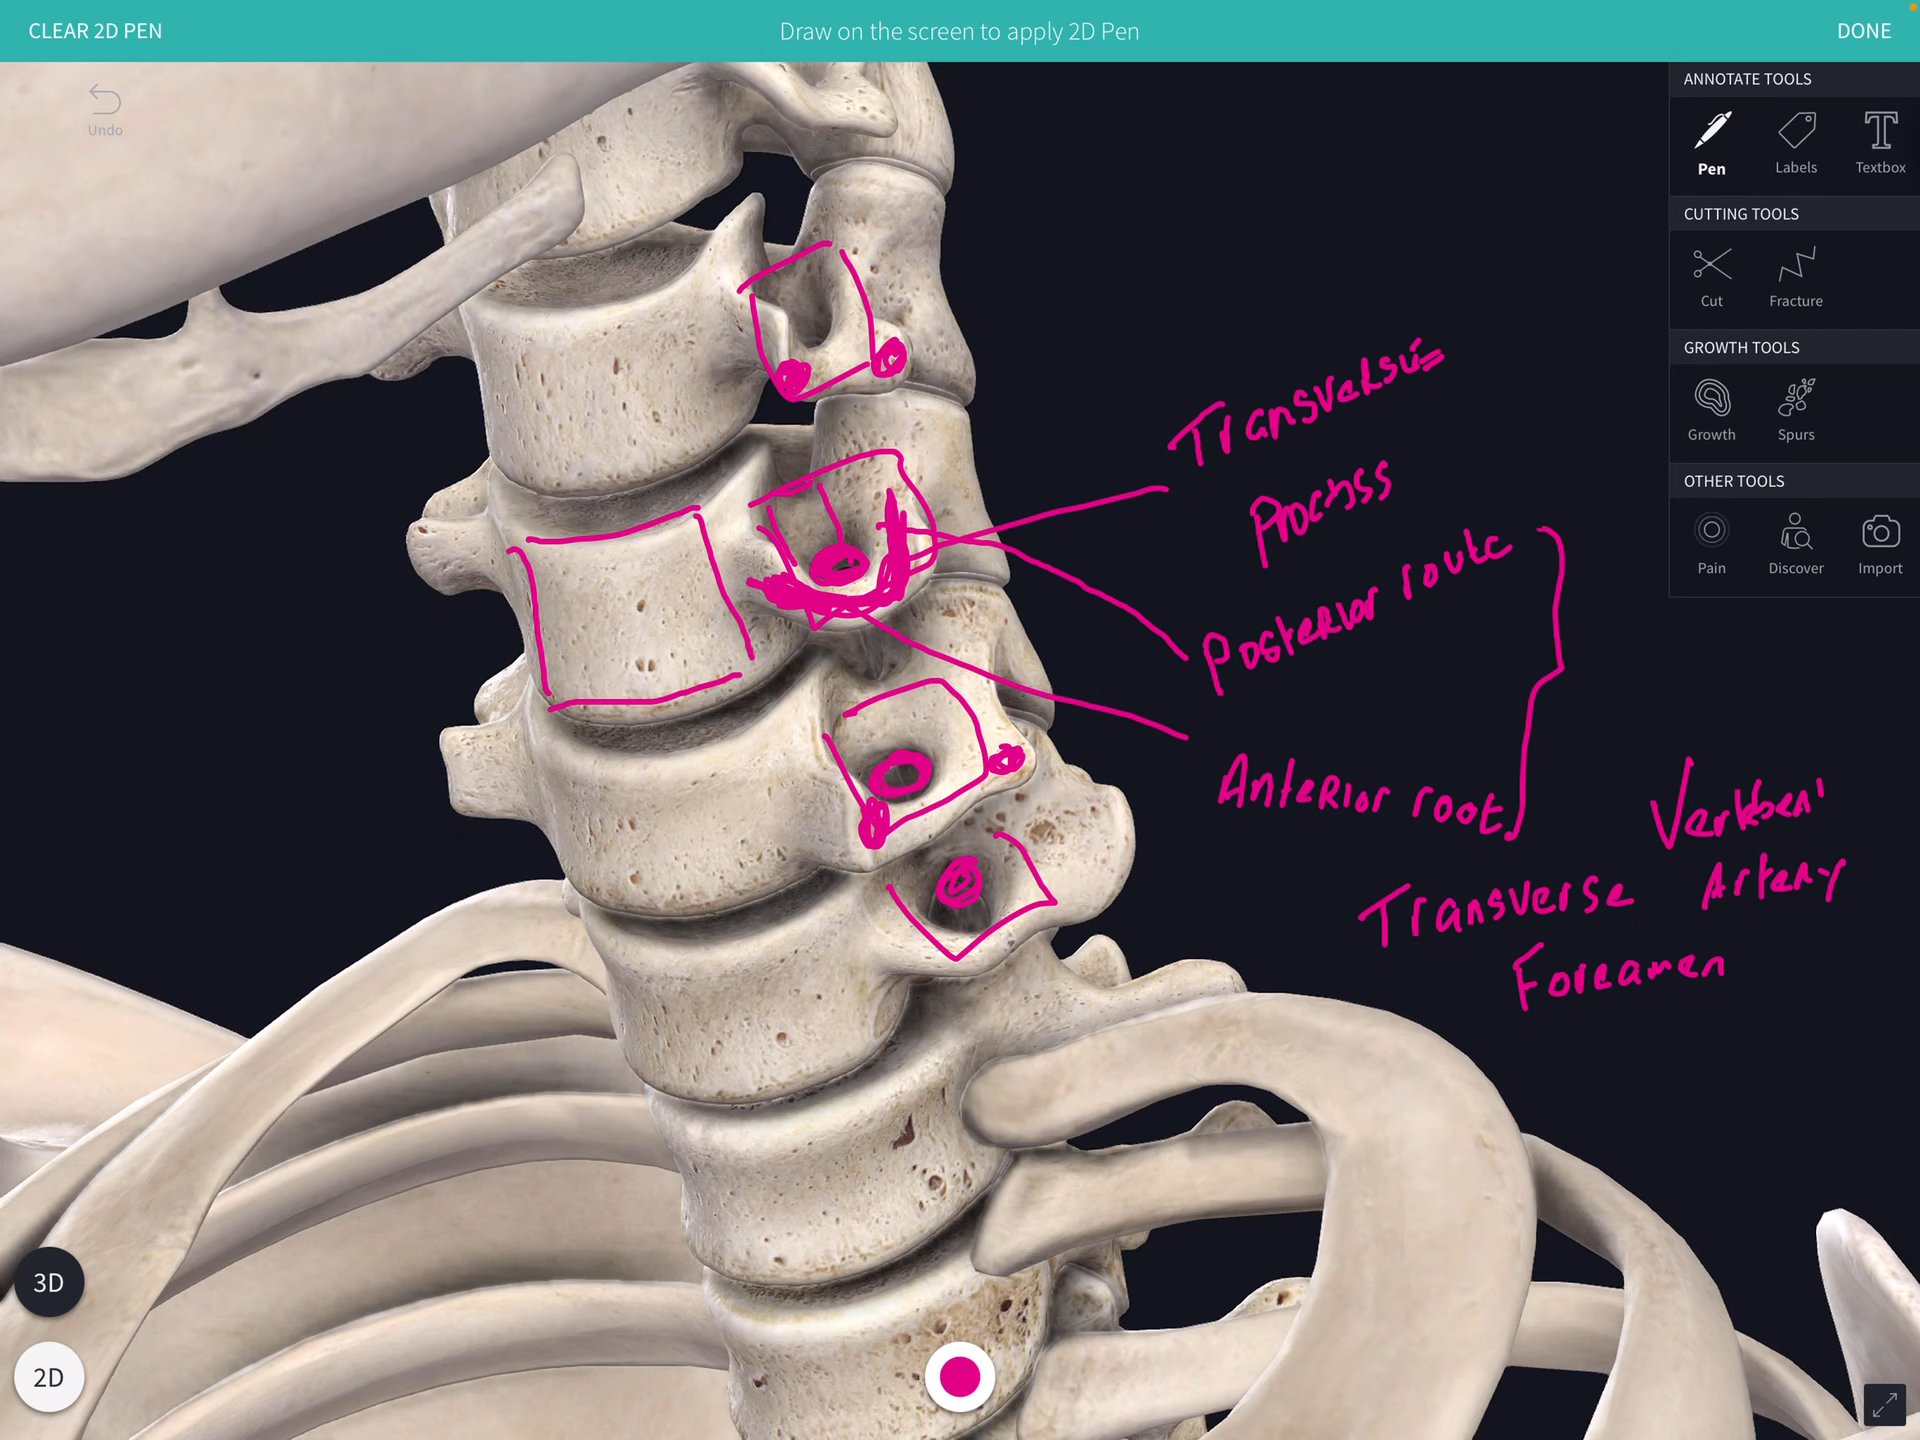 CLEAR 2D PEN
Draw on the screen to apply 2D Pen
DONE
Undo
ANNOTATE TOOLS
Pen
Labels
Textbox
CUTTING TOOLS
Cut
Fracture
GROWTH TOOLS
Growth
Spurs
OTHER TOOLS
Pain
Discover
Import
Process
Posterior route
Anterior root
Artery
Transverse
Foreamen
3D
2D